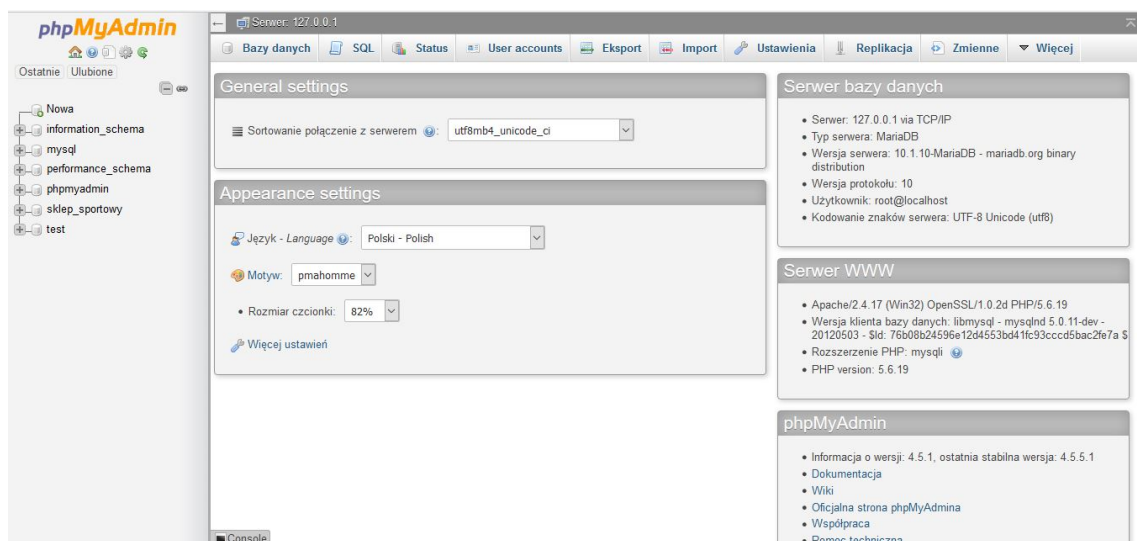 phpMyAdmin
Ostatnie Ulubione
Nowa
information_schema
mysql
performance_schema
phpmyadmin
sklep_sportowy
test
Serwer: 127.0.0.1
Bazy danych SQL Status User accounts Eksport Import Ustawienia Replikacja Zmienne Więcej
General settings
Sortowanie połączenie z serwerem : utf8mb4_unicode_ci
Appearance settings
Język - Language : Polski - Polish
Motyw: pmahomme
Rozmiar czcionki: 82%
Więcej ustawień
Serwer bazy danych
Serwer: 127.0.0.1 via TCP/IP
Typ serwera: MariaDB
Wersja serwera: 10.1.10-MariaDB - mariadb.org binary
distribution
Wersja protokołu: 10
Użytkownik: root@localhost
Kodowanie znaków serwera: UTF-8 Unicode (utf8)
Serwer WWW
Apache/2.4.17 (Win32) OpenSSL/1.0.2d PHP/5.6.19
Wersja klienta bazy danych: libmysql - mysqlnd 5.0.11-dev -
20120503 - $Id: 76b08b24596e12d4553bd41fc93cccd5bac2fe7a $
Rozszerzenie PHP: mysqli
PHP version: 5.6.19
phpMyAdmin
Informacja o wersji: 4.5.1, ostatnia stabilna wersja: 4.5.5.1
Dokumentacja
Wiki
Oficjalna strona phpMyAdmina
Współpraca
Pomoc techniczna
Console